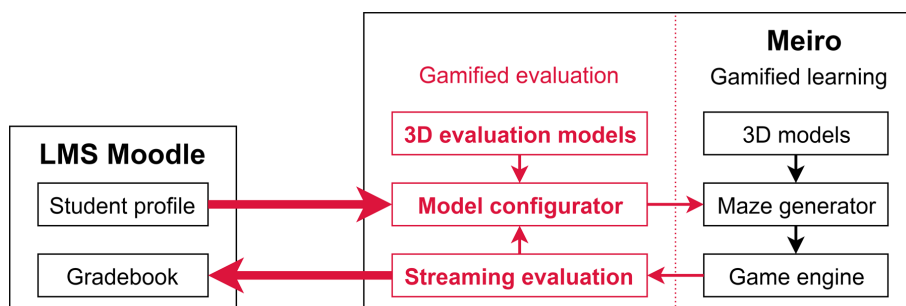 Meiro
Gamified evaluation
Gamified learning
3D evaluation models
3D models
LMS Moodle
Student profile
Model configurator
Maze generator
Gradebook
Streaming evaluation
Game engine